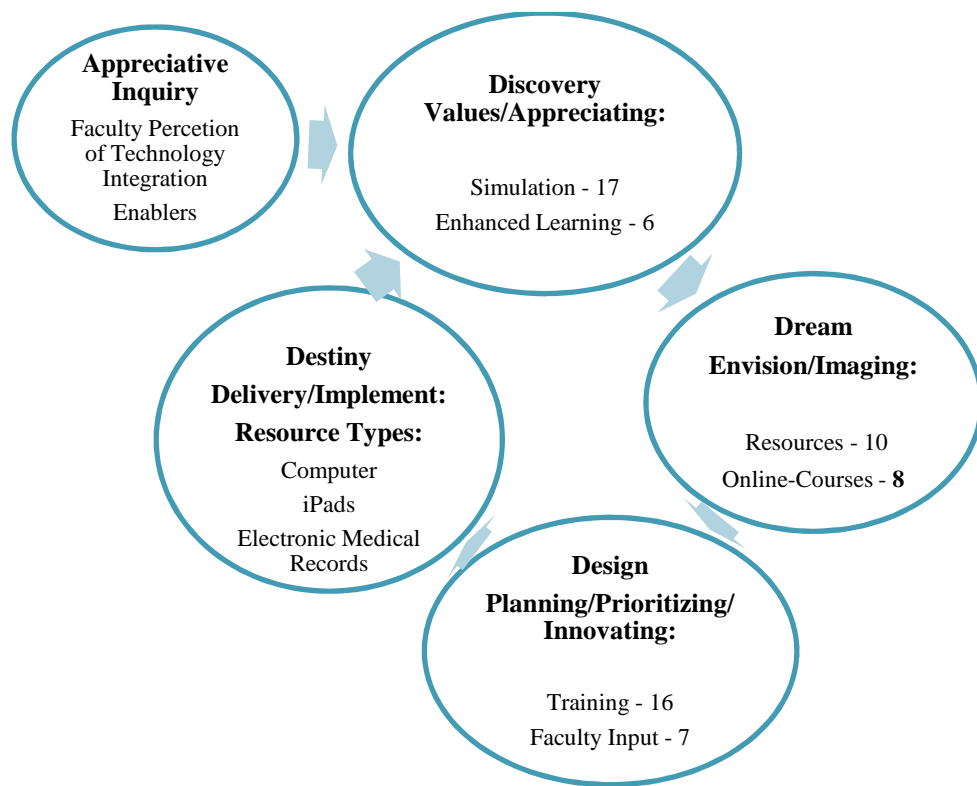 Appreciative
Inquiry
Faculty Percetion
of Technology
Integration
Enablers
Discovery
Values/Appreciating:
Simulation - 17
Enhanced Learning - 6
Dream
Envision/Imaging:
Resources - 10
Online-Courses - 8
Design
Planning/Prioritizing/
Innovating:
Training - 16
Faculty Input - 7
Destiny
Delivery/Implement:
Resource Types:
Computer
iPads
Electronic Medical
Records